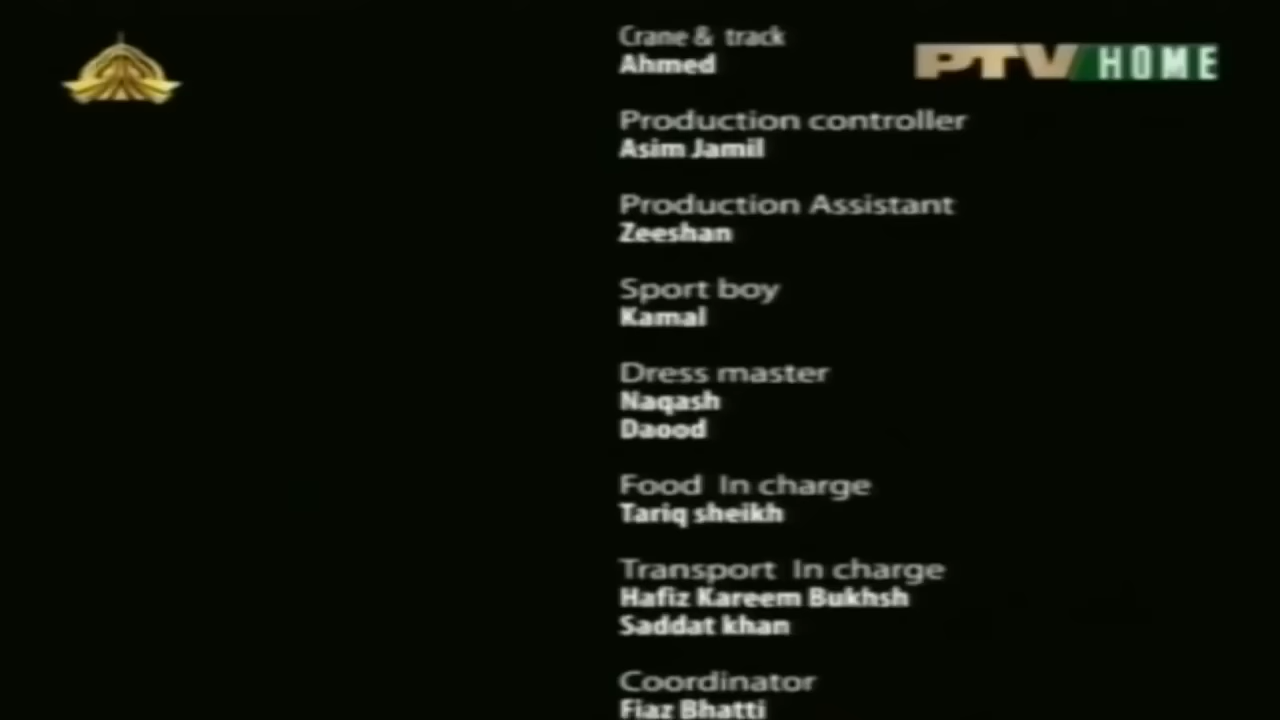 Crane & track
Ahmed
PTV HOME
Production controller
Asim Jamil
Production Assistant
Zeeshan
Sport boy
Kamal
Dress master
Naqash
Daood
Food In charge
Tariq sheikh
Transport In charge
Hafiz Kareem Bukhsh
Saddat khan
Coordinator
Fiaz Bhatti